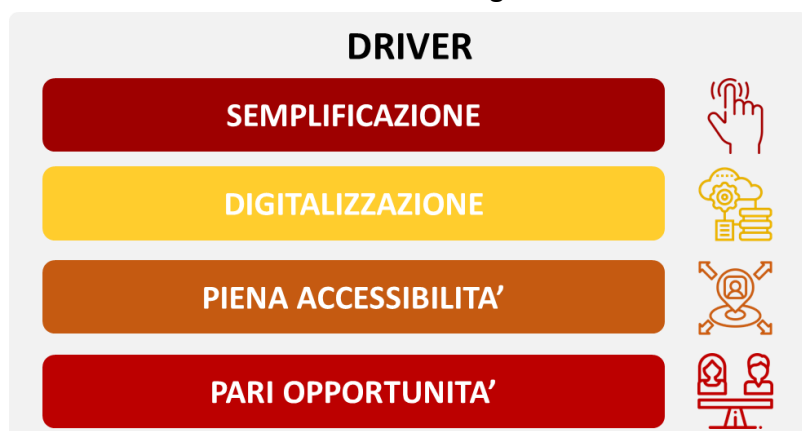 DRIVER
SEMPLIFICAZIONE
DIGITALIZZAZIONE
PIENA ACCESSIBILITA’
PARI OPPORTUNITA’